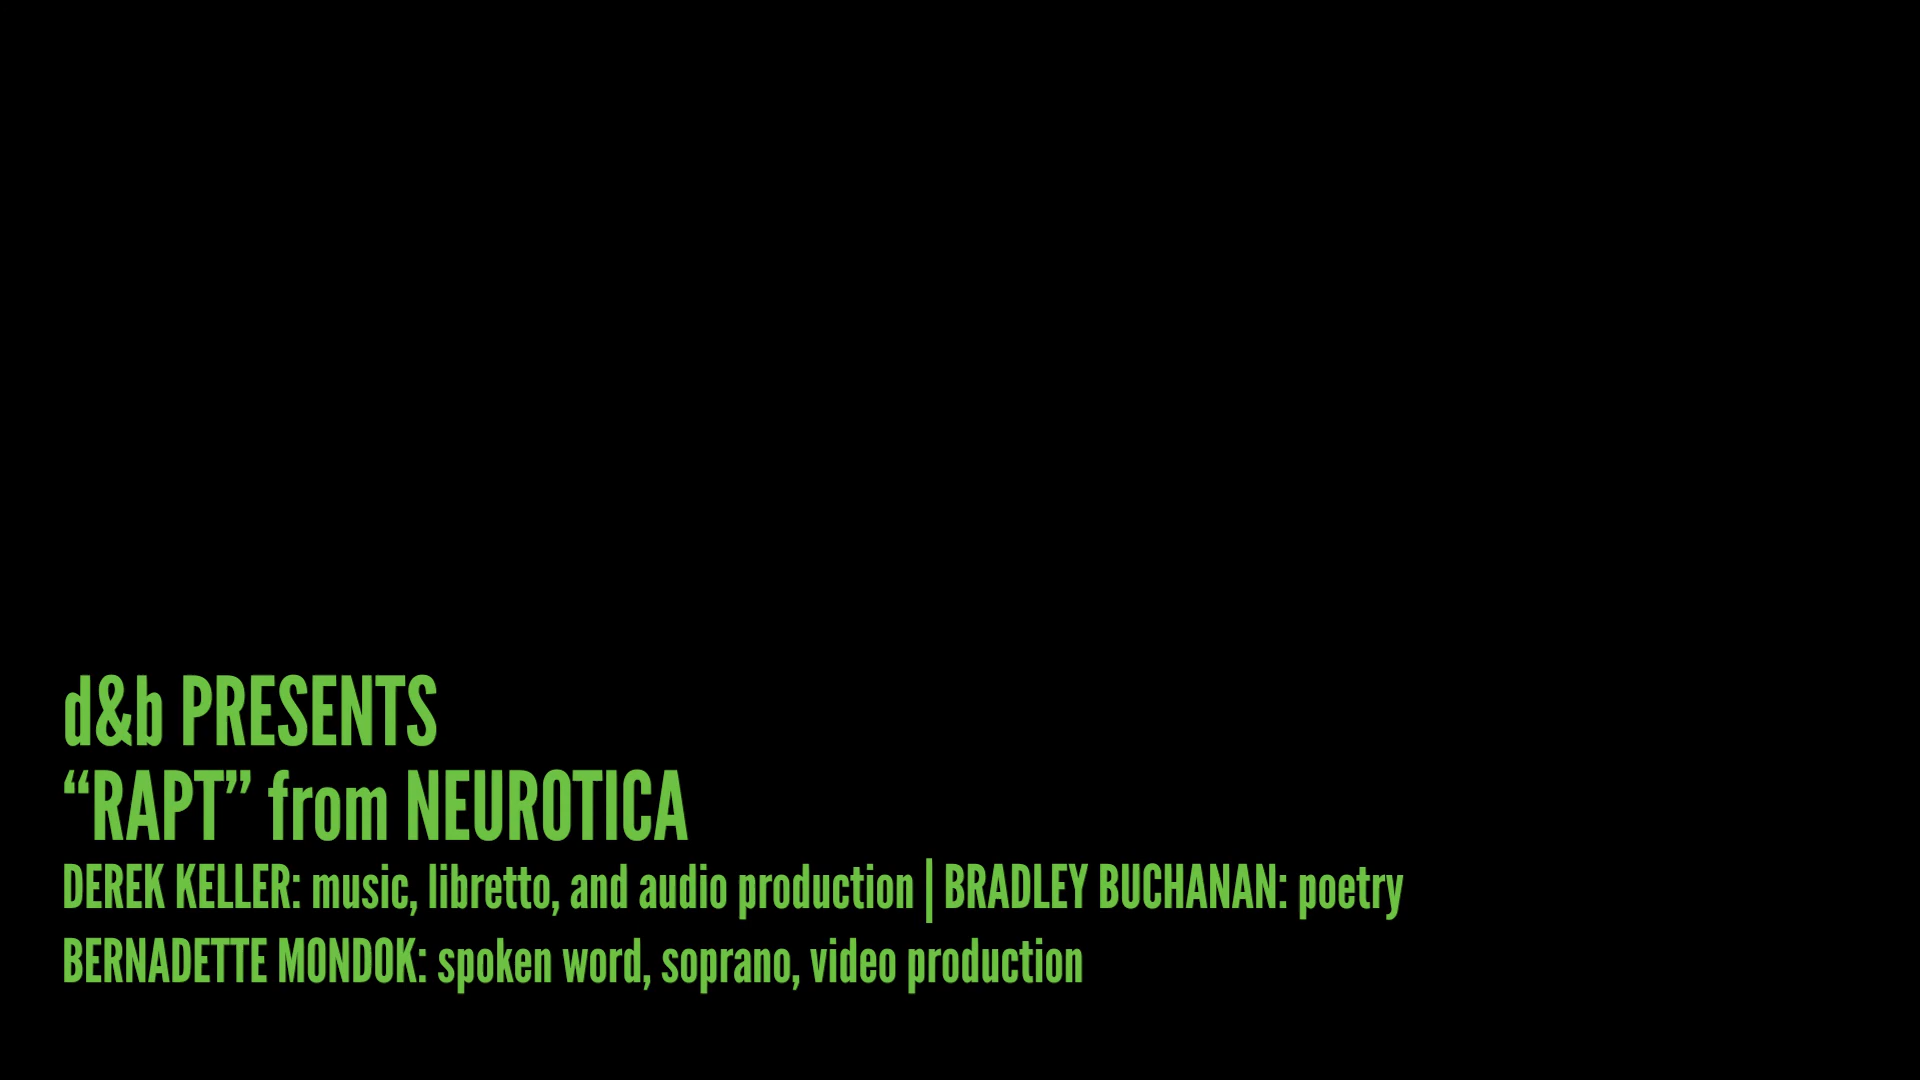 d&b PRESENTS
“RAPT” from NEUROTICA
DEREK KELLER: music, libretto, and audio production | BRADLEY BUCHANAN: poetry
BERNADETTE MONDOK: spoken word, soprano, video production